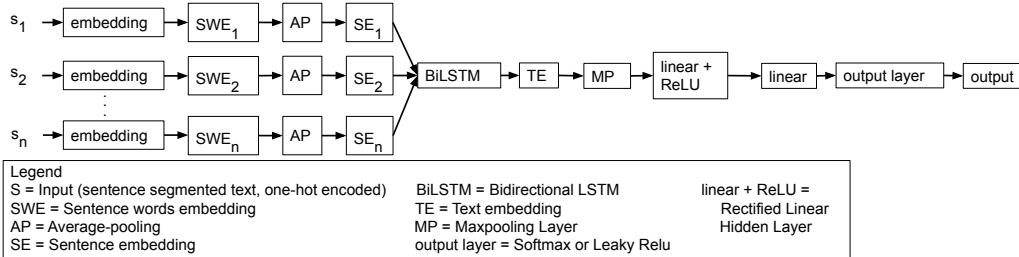 s1 embedding SWE1 AP SE1
s2 embedding SWE2 AP SE2 BiLSTM TE MP linear + ReLU linear output layer output
sn embedding SWEn AP SEn
Legend
S = Input (sentence segmented text, one-hot encoded) BiLSTM = Bidirectional LSTM linear + ReLU =
SWE = Sentence words embedding TE = Text embedding Rectified Linear
AP = Average-pooling MP = Maxpooling Layer Hidden Layer
SE = Sentence embedding output layer = Softmax or Leaky Relu